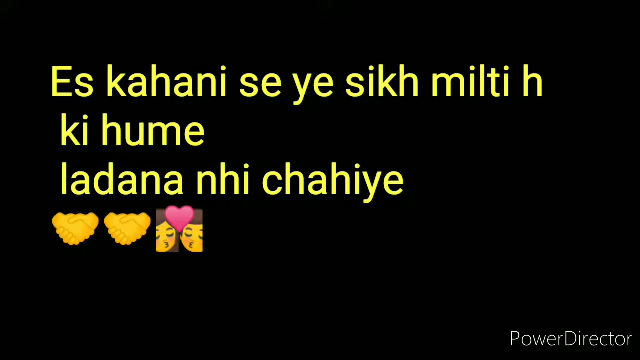 Es kahani se ye sikh milti h
ki hume
ladana nhi chahiye
🤝🤝👩‍❤️‍💋‍👩
PowerDirector